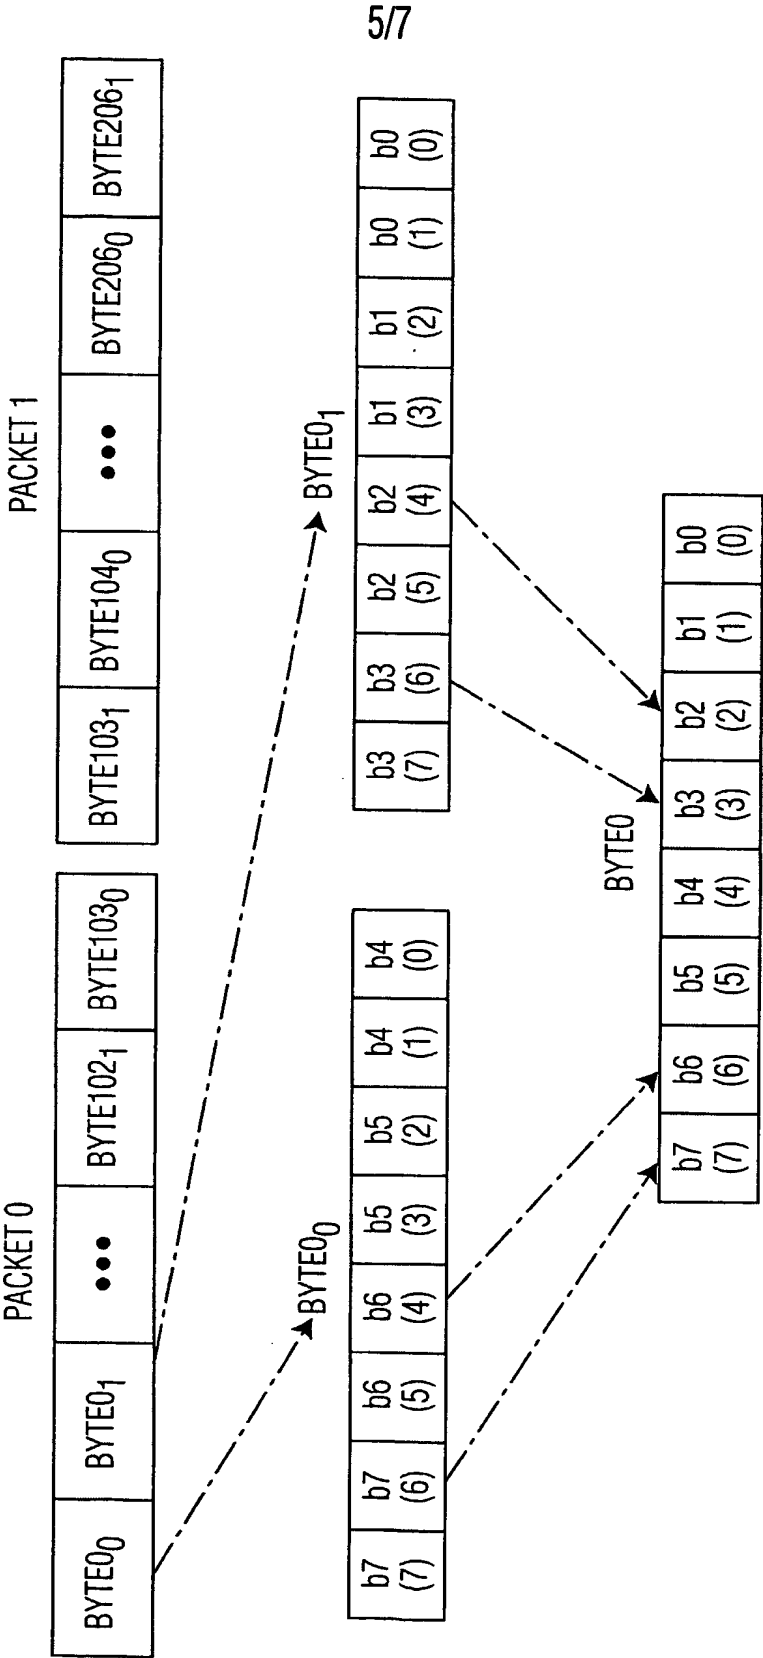 5/7
PACKET 0
BYTE0₀ BYTE0₁ ••• BYTE102₁ BYTE103₀
PACKET 1
BYTE103₁ BYTE104₀ ••• BYTE206₀ BYTE206₁
BYTE0₀
b7 b7 b6 b6 b5 b5 b4 b4
(7) (6) (5) (4) (3) (2) (1) (0)
BYTE0₁
b3 b3 b2 b2 b1 b1 b0 b0
(7) (6) (5) (4) (3) (2) (1) (0)
BYTE0
b7 b6 b5 b4 b3 b2 b1 b0
(7) (6) (5) (4) (3) (2) (1) (0)